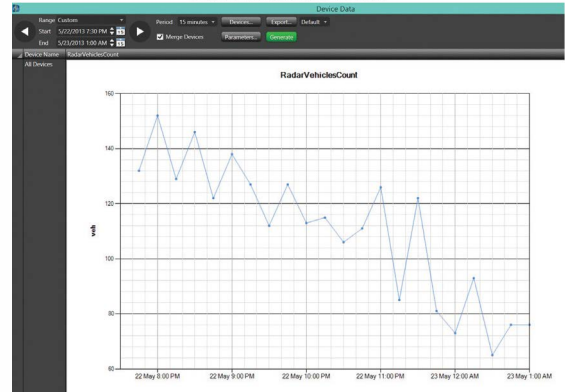 Device Data
Range Custom Period 15 minutes Devices... Export... Default
Start 5/22/2013 7:30 PM Merge Devices Parameters... Generate
End 5/23/2013 1:00 AM
Device Name RadarVehiclesCount
All Devices
RadarVehiclesCount
160
140
120
veh
100
80
60
22 May 8:00 PM 22 May 9:00 PM 22 May 10:00 PM 22 May 11:00 PM 23 May 12:00 AM 23 May 1:00 AM